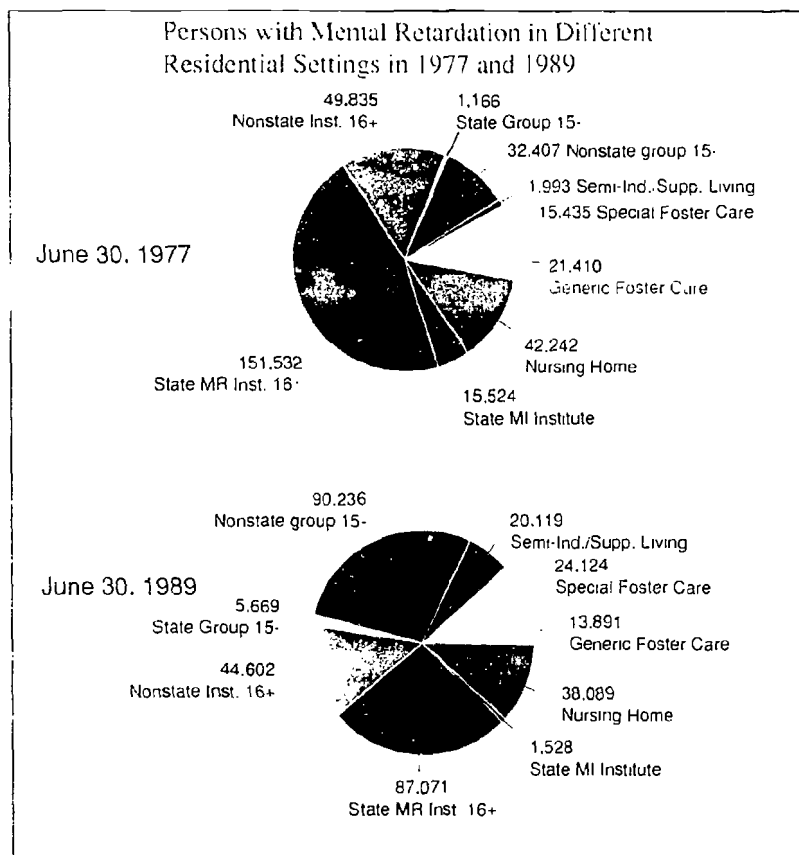 Persons with Mental Retardation in Different
Residential Settings in 1977 and 1989
49.835
Nonstate Inst. 16+
1,166
State Group 15-
32.407 Nonstate group 15-
1.993 Semi-Ind./Supp. Living
15.435 Special Foster Care
June 30. 1977
21.410
Generic Foster Care
42.242
Nursing Home
151.532
State MR Inst. 16
15.524
State MI Institute
90.236
Nonstate group 15-
20.119
Semi-Ind./Supp. Living
24.124
Special Foster Care
June 30. 1989
5.669
State Group 15-
13.891
Generic Foster Care
44.602
Nonstate Inst. 16+
38.089
Nursing Home
1.528
State MI Institute
87.071
State MR Inst 16+